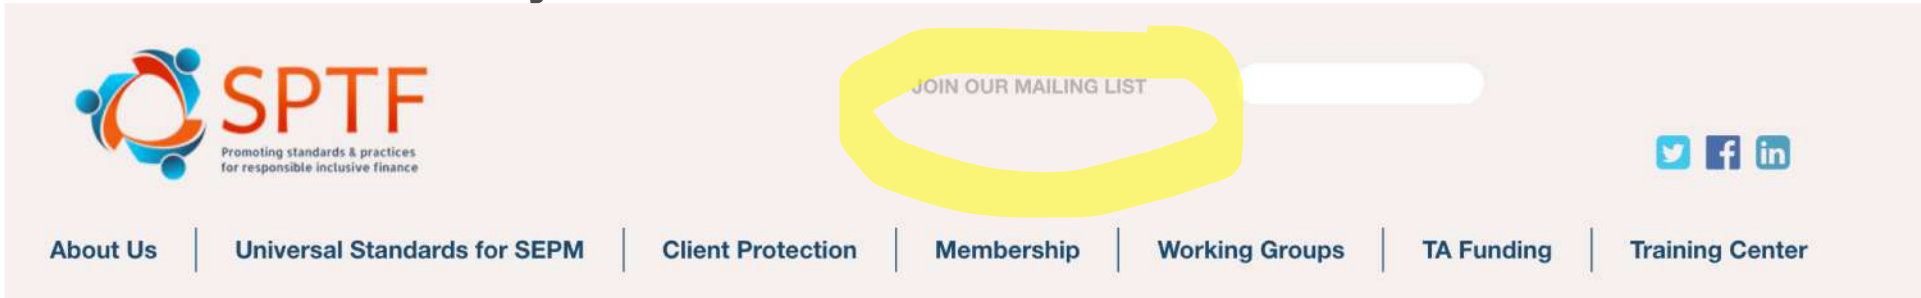 SPTF
Promoting standards & practices
for responsible inclusive finance
JOIN OUR MAILING LIST
About Us
Universal Standards for SEPM
Client Protection
Membership
Working Groups
TA Funding
Training Center